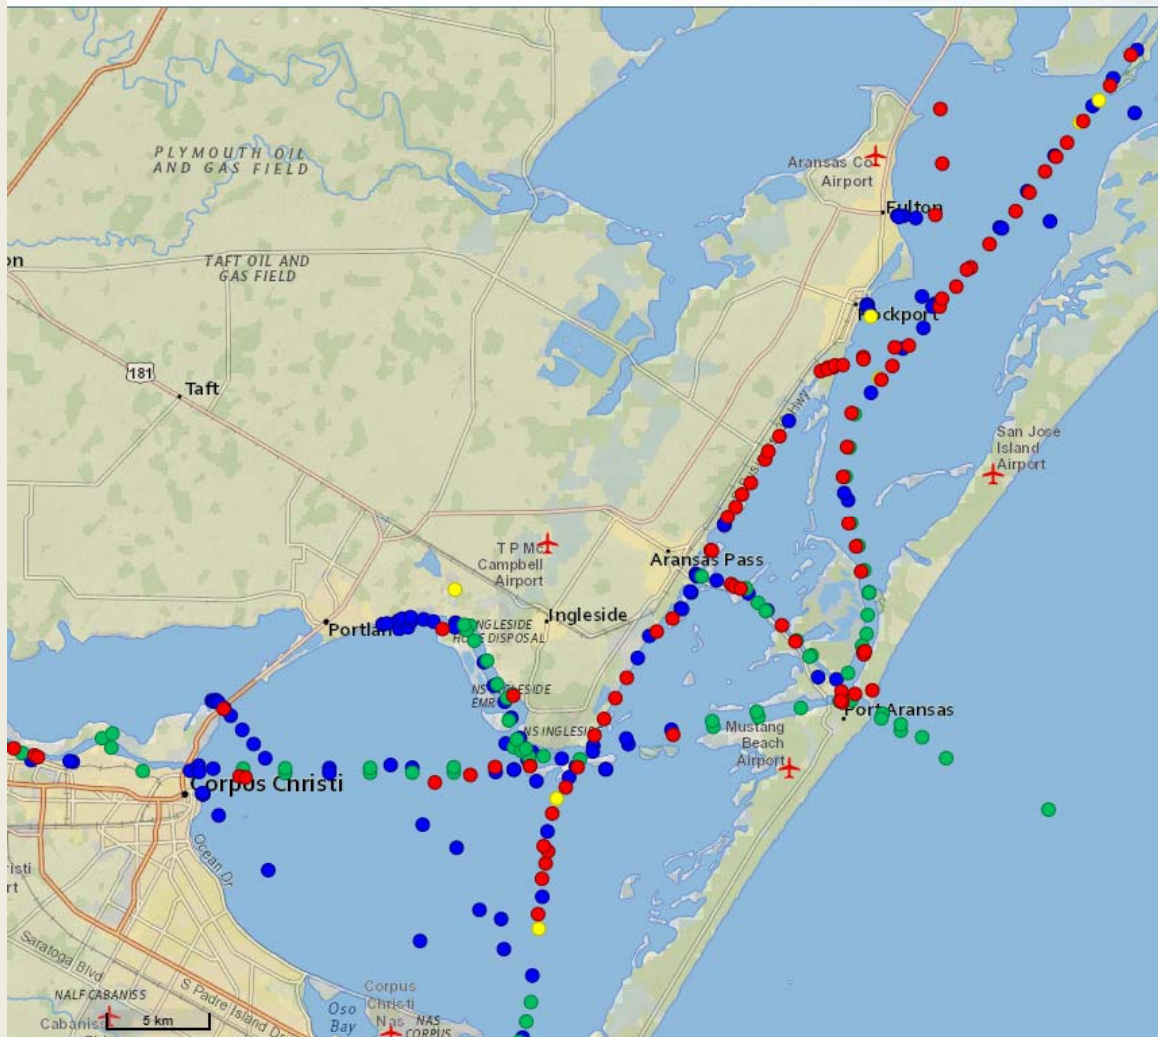 PLYMOUTH OIL
AND GAS FIELD
Aransas Co
Airport
Fulton
on
TAFT OIL AND
GAS FIELD
Rockport
181
Taft
San Jose
Island
Airport
T P Mc
Campbell
Airport
Aransas Pass
Ingleside
INGLESIDE
DISPOSAL
Portlan
NS INGLESIDE
EMR
Port Aransas
NS INGLESIDE
Mustang
Beach
Airport
Corpus Christi
Ocean Dr
risti
rt
Saratoga Blvd
S Padre Island Dr
NALF CABANISS
Cabaniss
5 km
Oso
Bay
Corpus
Christi
Nas
NAS
CORPUS